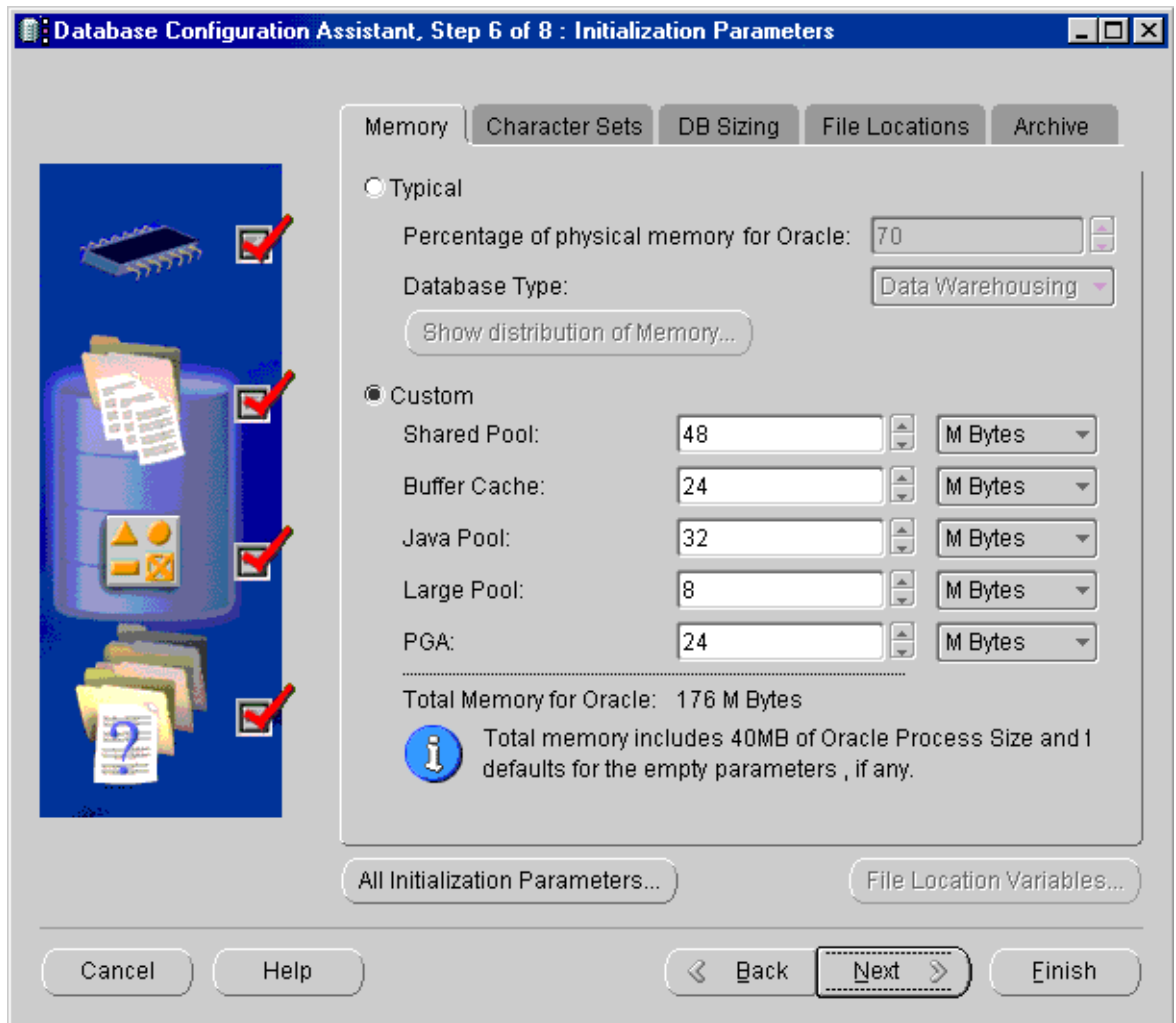 Database Configuration Assistant, Step 6 of 8 : Initialization Parameters
Memory Character Sets DB Sizing File Locations Archive
Typical
Percentage of physical memory for Oracle: 70
Database Type: Data Warehousing
Show distribution of Memory...
Custom
Shared Pool: 48 M Bytes
Buffer Cache: 24 M Bytes
Java Pool: 32 M Bytes
Large Pool: 8 M Bytes
PGA: 24 M Bytes
Total Memory for Oracle: 176 M Bytes
Total memory includes 40MB of Oracle Process Size and
defaults for the empty parameters , if any.
?
All Initialization Parameters... File Location Variables...
Cancel Help Back Next Finish